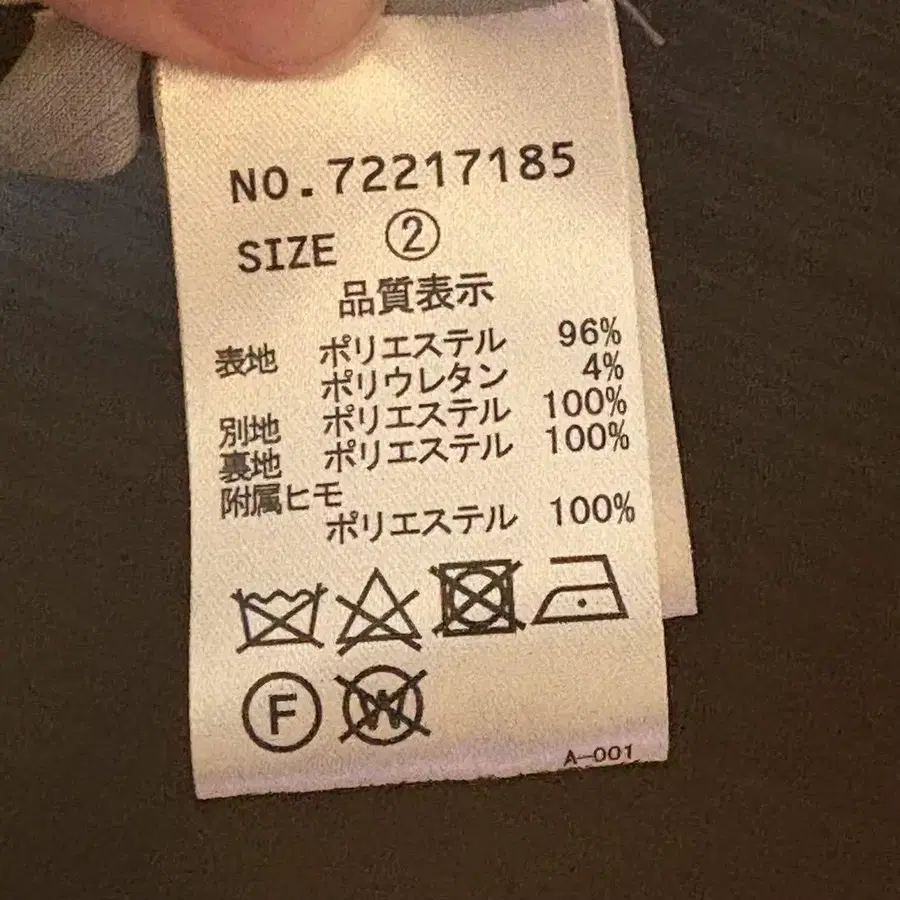 NO.72217185
SIZE ②
品質表示
表地 ポリエステル 96%
ポリウレタン 4%
別地 ポリエステル 100%
裏地 ポリエステル 100%
附属ヒモ
ポリエステル 100%
F W
A-001